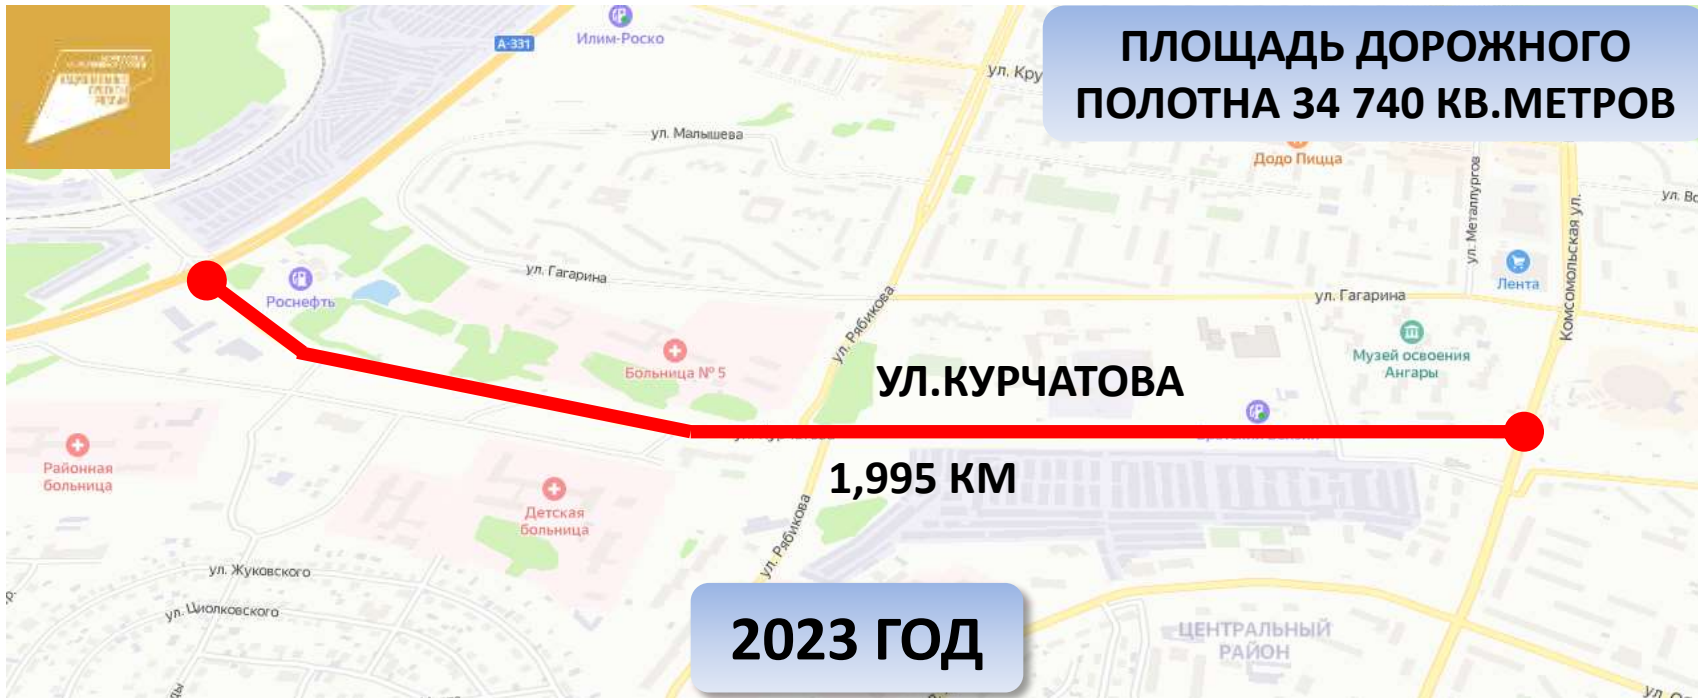 А-331
Илим-Роско
ПЛОЩАДЬ ДОРОЖНОГО
ПОЛОТНА 34 740 КВ.МЕТРОВ
ул. Кру
ул. Малышева
Додо Пицца
ул. Металлургов
Комсомольская ул.
ул. Во
ул. Гагарина
Роснефть
Лента
ул. Гагарина
ул. Рябикова
Больница № 5
Музей освоения
Ангары
УЛ.КУРЧАТОВА
1,995 КМ
Районная
больница
Детская
больница
ул. Рябикова
ул. Жуковского
ул. Циолковского
2023 ГОД
ЦЕНТРАЛЬНЫЙ
РАЙОН